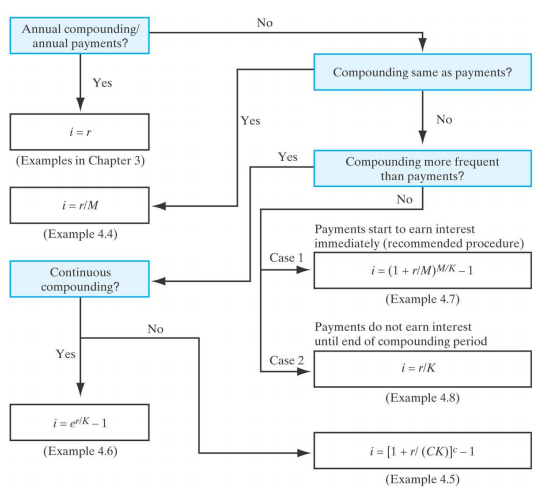 Annual compounding/
annual payments?
No
Compounding same as payments?
Yes
Yes
No
i = r
(Examples in Chapter 3)
Yes
Compounding more frequent
than payments?
i = r/M
(Example 4.4)
No
Payments start to earn interest
immediately (recommended procedure)
Case 1
i = (1 + r/M)^{M/K} – 1
(Example 4.7)
Continuous
compounding?
No
Payments do not earn interest
until end of compounding period
Yes
Case 2
i = r/K
(Example 4.8)
i = e^{r/K} – 1
(Example 4.6)
i = [1 + r/ (CK)]^c – 1
(Example 4.5)